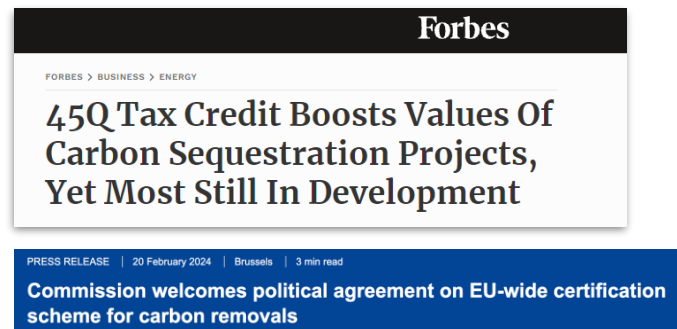 Forbes
FORBES > BUSINESS > ENERGY
45Q Tax Credit Boosts Values Of
Carbon Sequestration Projects,
Yet Most Still In Development
PRESS RELEASE | 20 February 2024 | Brussels | 3 min read
Commission welcomes political agreement on EU-wide certification
scheme for carbon removals